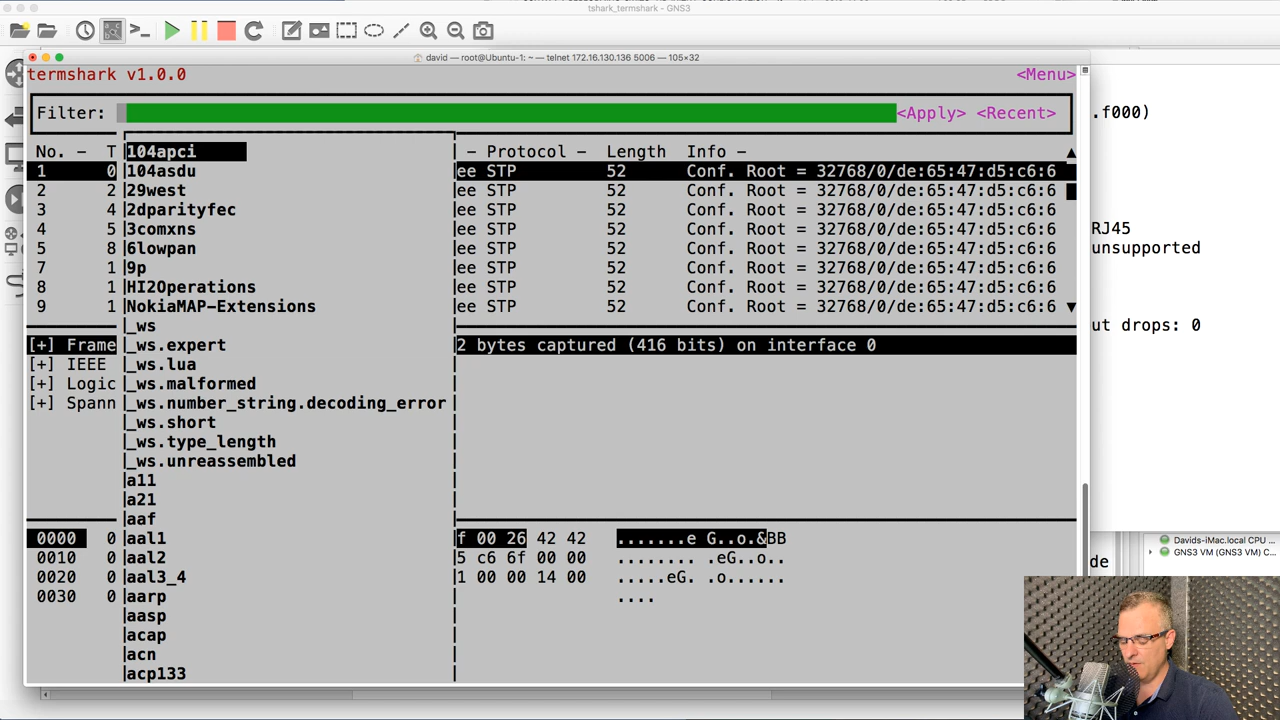 tshark_termshark - GNS3
david — root@Ubuntu-1: ~ — telnet 172.16.130.136 5006 — 105×32
termshark v1.0.0 <Menu>
Filter: <Apply> <Recent>
.f000)
No. - T 104apci - Protocol - Length Info -
1 0 104asdu ee STP 52 Conf. Root = 32768/0/de:65:47:d5:c6:6
2 2 29west ee STP 52 Conf. Root = 32768/0/de:65:47:d5:c6:6
3 4 2dparityfec ee STP 52 Conf. Root = 32768/0/de:65:47:d5:c6:6
4 5 3comxns ee STP 52 Conf. Root = 32768/0/de:65:47:d5:c6:6 RJ45
5 8 6lowpan ee STP 52 Conf. Root = 32768/0/de:65:47:d5:c6:6 unsupported
7 1 9p ee STP 52 Conf. Root = 32768/0/de:65:47:d5:c6:6
8 1 HI2Operations ee STP 52 Conf. Root = 32768/0/de:65:47:d5:c6:6
9 1 NokiaMAP-Extensions ee STP 52 Conf. Root = 32768/0/de:65:47:d5:c6:6
_ws ut drops: 0
[+] Frame _ws.expert 2 bytes captured (416 bits) on interface 0
[+] IEEE _ws.lua
[+] Logic _ws.malformed
[+] Spann _ws.number_string.decoding_error
_ws.short
_ws.type_length
_ws.unreassembled
a11
a21
aaf
0000 0 aal1 f 00 26 42 42 .......e G..o.&BB
0010 0 aal2 5 c6 6f 00 00 ........ .eG..o..
0020 0 aal3_4 1 00 00 14 00 .....eG. .o......
0030 0 aarp ....
aasp
acap
acn
acp133
Davids-iMac.local CPU ...
GNS3 VM (GNS3 VM) C...
de